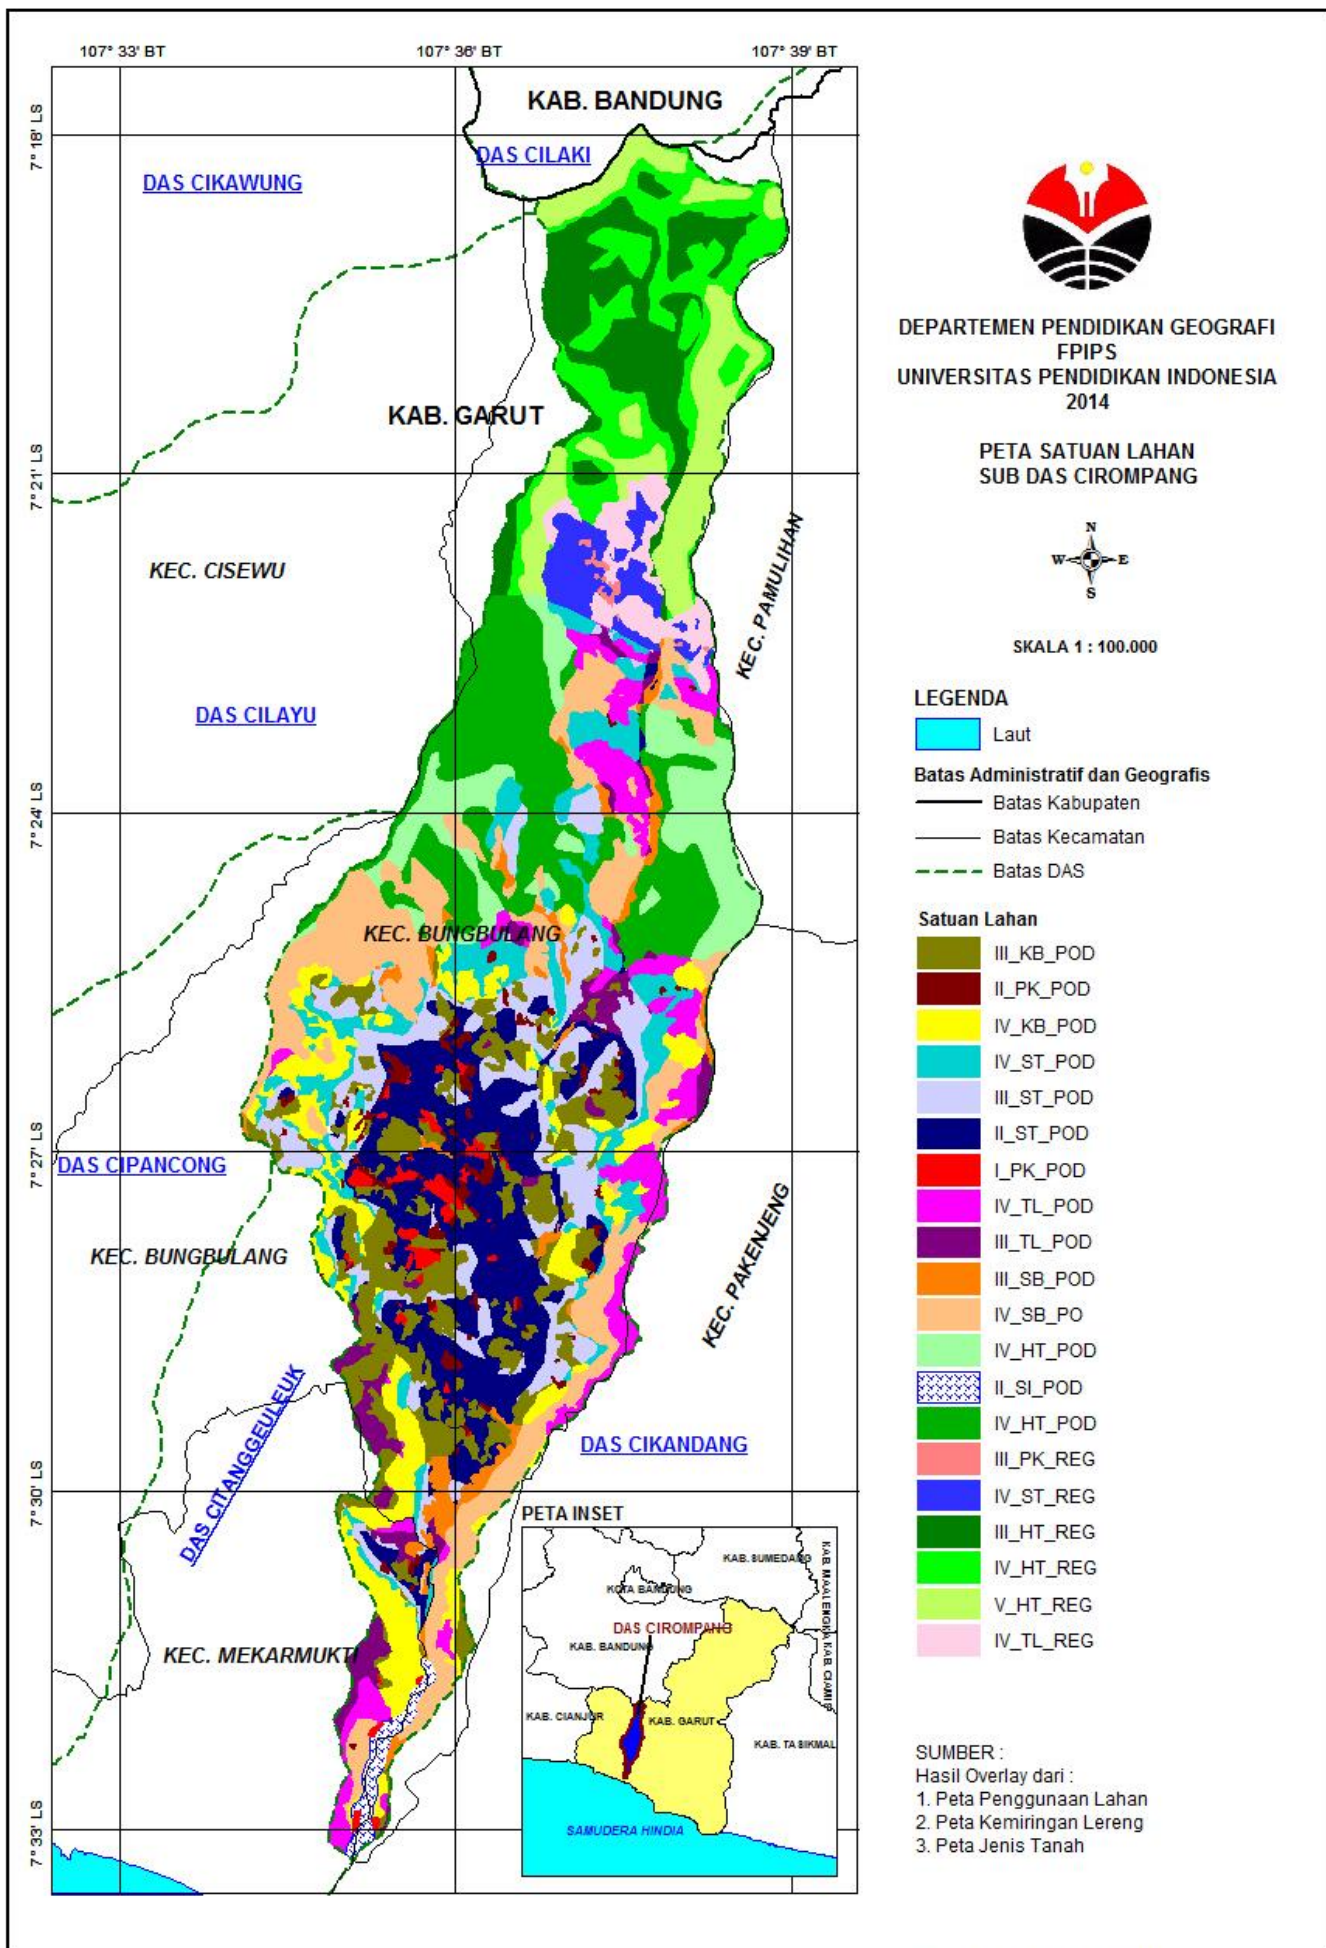 107° 33' BT
107° 36' BT
107° 39' BT
7° 18' LS
7° 21' LS
7° 24' LS
7° 27' LS
7° 30' LS
7° 33' LS
KAB. BANDUNG
DAS CILAKI
DAS CIKAWUNG
KAB. GARUT
KEC. CISEWU
KEC. PAMULIHAN
DAS CILAYU
KEC. BUNGBULANG
DAS CIPANCONG
KEC. BUNGBULANG
KEC. PAKENJENG
DAS CITANGGEULEUK
DAS CIKANDANG
KEC. MEKARMUKTI
PETA INSET
KAB. SUMEDANG
KAB. MAALENGKA
KOTA BANDUNG
DAS CIROMPANG
KAB. BANDUNG
KAB. CIAMIS
KAB. CIANJUR
KAB. GARUT
KAB. TASIKMAL
SAMUDERA HINDIA
DEPARTEMEN PENDIDIKAN GEOGRAFI
FPIPS
UNIVERSITAS PENDIDIKAN INDONESIA
2014
PETA SATUAN LAHAN
SUB DAS CIROMPANG
N
W
E
S
SKALA 1 : 100.000
LEGENDA
Laut
Batas Administratif dan Geografis
Batas Kabupaten
Batas Kecamatan
Batas DAS
Satuan Lahan
III_KB_POD
II_PK_POD
IV_KB_POD
IV_ST_POD
III_ST_POD
II_ST_POD
I_PK_POD
IV_TL_POD
III_TL_POD
III_SB_POD
IV_SB_PO
IV_HT_POD
II_SI_POD
IV_HT_POD
III_PK_REG
IV_ST_REG
III_HT_REG
IV_HT_REG
V_HT_REG
IV_TL_REG
SUMBER :
Hasil Overlay dari :
1. Peta Penggunaan Lahan
2. Peta Kemiringan Lereng
3. Peta Jenis Tanah